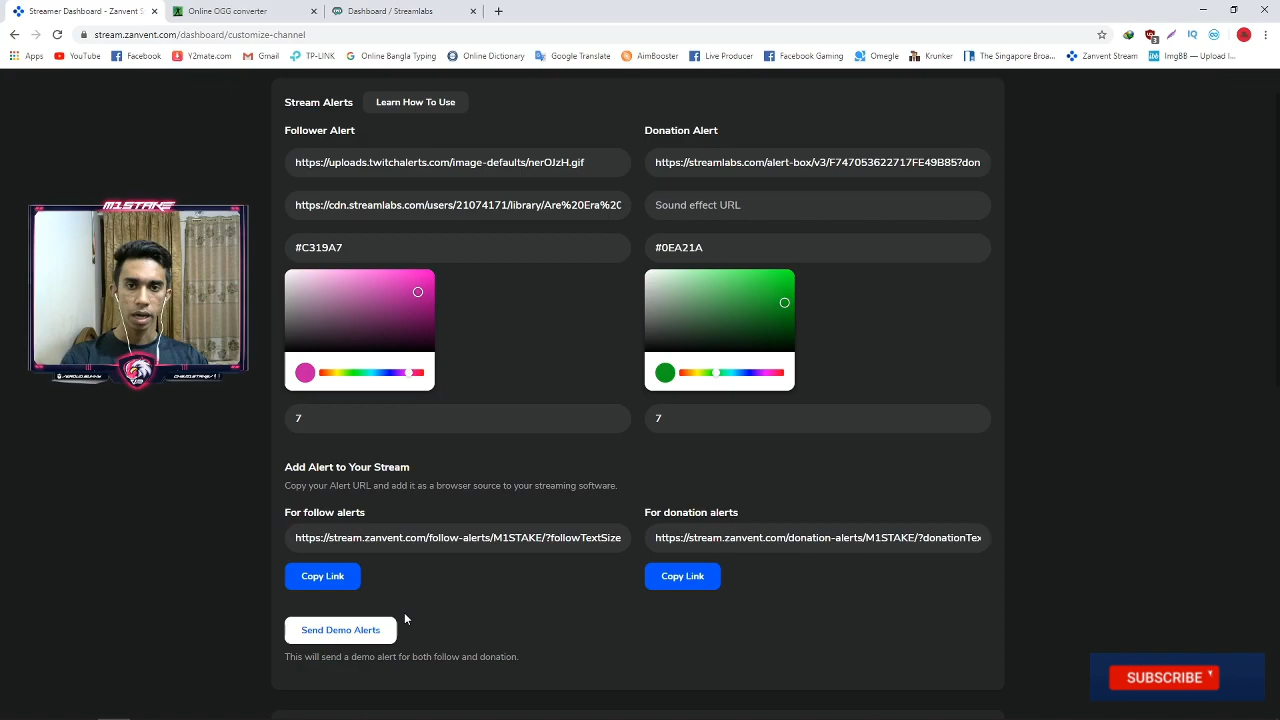 Streamer Dashboard - Zanvent S
Online OGG converter
Dashboard / Streamlabs
stream.zanvent.com/dashboard/customize-channel
Apps
YouTube
Facebook
Y2mate.com
Gmail
TP-LINK
Online Bangla Typing
Online Dictionary
Google Translate
AimBooster
Live Producer
Facebook Gaming
Omegle
Krunker
The Singapore Broa...
Zanvent Stream
ImgBB — Upload I...
Stream Alerts
Learn How To Use
Follower Alert
Donation Alert
https://uploads.twitchalerts.com/image-defaults/nerOJzH.gif
https://streamlabs.com/alert-box/v3/F747053622717FE49B85?don
https://cdn.streamlabs.com/users/21074171/library/Are%20Era%2C
Sound effect URL
#C319A7
#0EA21A
M1STAKE
7
7
Add Alert to Your Stream
Copy your Alert URL and add it as a browser source to your streaming software.
For follow alerts
For donation alerts
https://stream.zanvent.com/follow-alerts/M1STAKE/?followTextSize
https://stream.zanvent.com/donation-alerts/M1STAKE/?donationTex
Copy Link
Copy Link
Send Demo Alerts
This will send a demo alert for both follow and donation.
SUBSCRIBE